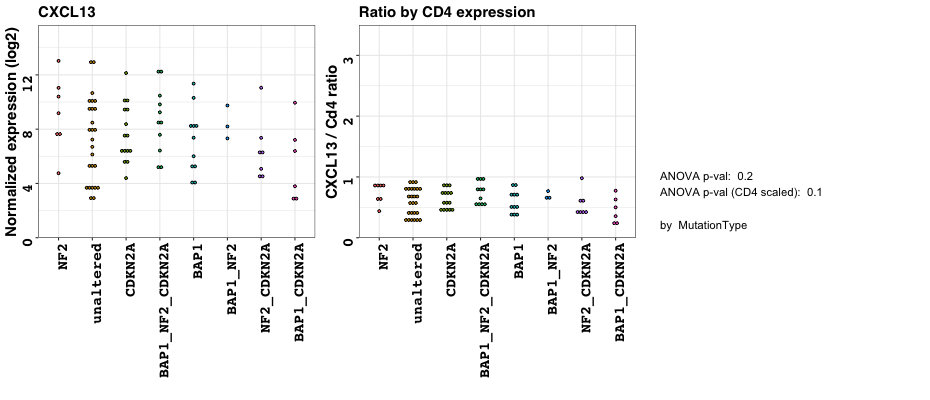 CXCL13
Normalized expression (log2)
12
8
4
0
NF2
unaltered
CDKN2A
BAP1_NF2_CDKN2A
BAP1
BAP1_NF2
NF2_CDKN2A
BAP1_CDKN2A
Ratio by CD4 expression
CXCL13 / Cd4 ratio
3
2
1
0
NF2
unaltered
CDKN2A
BAP1_NF2_CDKN2A
BAP1
BAP1_NF2
NF2_CDKN2A
BAP1_CDKN2A
ANOVA p-val: 0.2
ANOVA p-val (CD4 scaled): 0.1
by MutationType